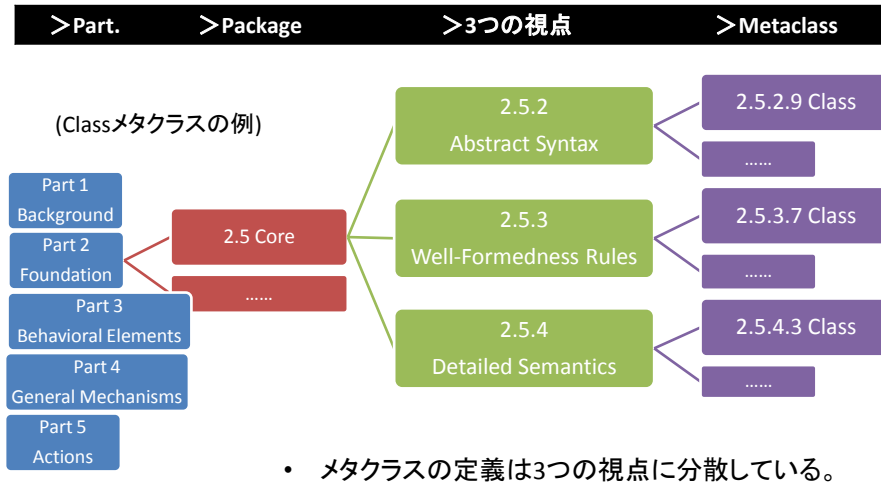 ＞Part.
＞Package
＞3つの視点
＞Metaclass
(Classメタクラスの例)
Part 1
Background
Part 2
Foundation
Part 3
Behavioral Elements
Part 4
General Mechanisms
Part 5
Actions
2.5 Core
……
2.5.2
Abstract Syntax
2.5.3
Well-Formedness Rules
2.5.4
Detailed Semantics
2.5.2.9 Class
……
2.5.3.7 Class
……
2.5.4.3 Class
……
• メタクラスの定義は3つの視点に分散している。